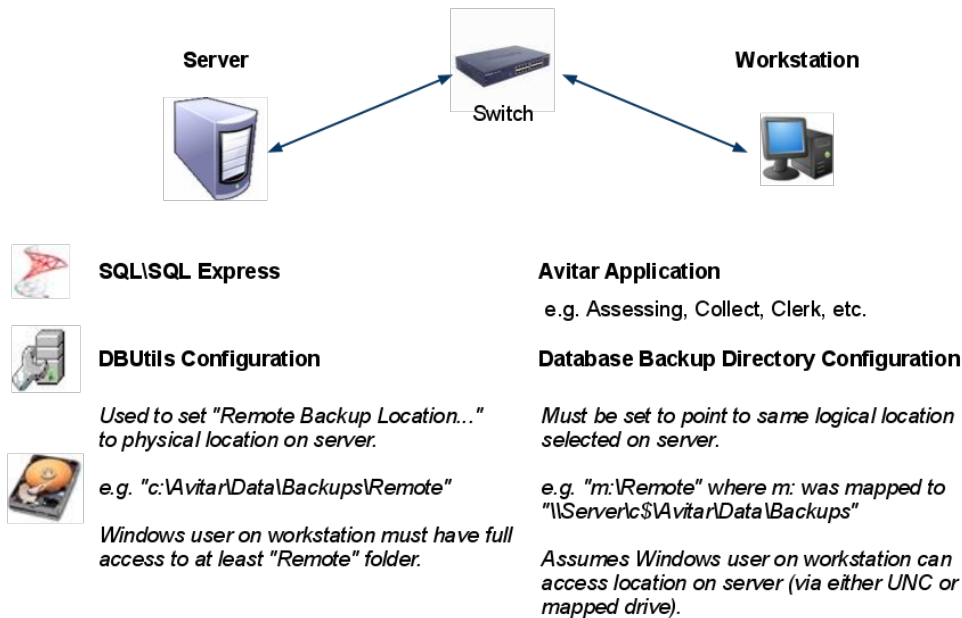 Server
Switch
Workstation
SQL\SQL Express
DBUtils Configuration
Used to set "Remote Backup Location..."
to physical location on server.
e.g. "c:\Avitar\Data\Backups\Remote"
Windows user on workstation must have full
access to at least "Remote" folder.
Avitar Application
e.g. Assessing, Collect, Clerk, etc.
Database Backup Directory Configuration
Must be set to point to same logical location
selected on server.
e.g. "m:\Remote" where m: was mapped to
"\\Server\c$\Avitar\Data\Backups"
Assumes Windows user on workstation can
access location on server (via either UNC or
mapped drive).